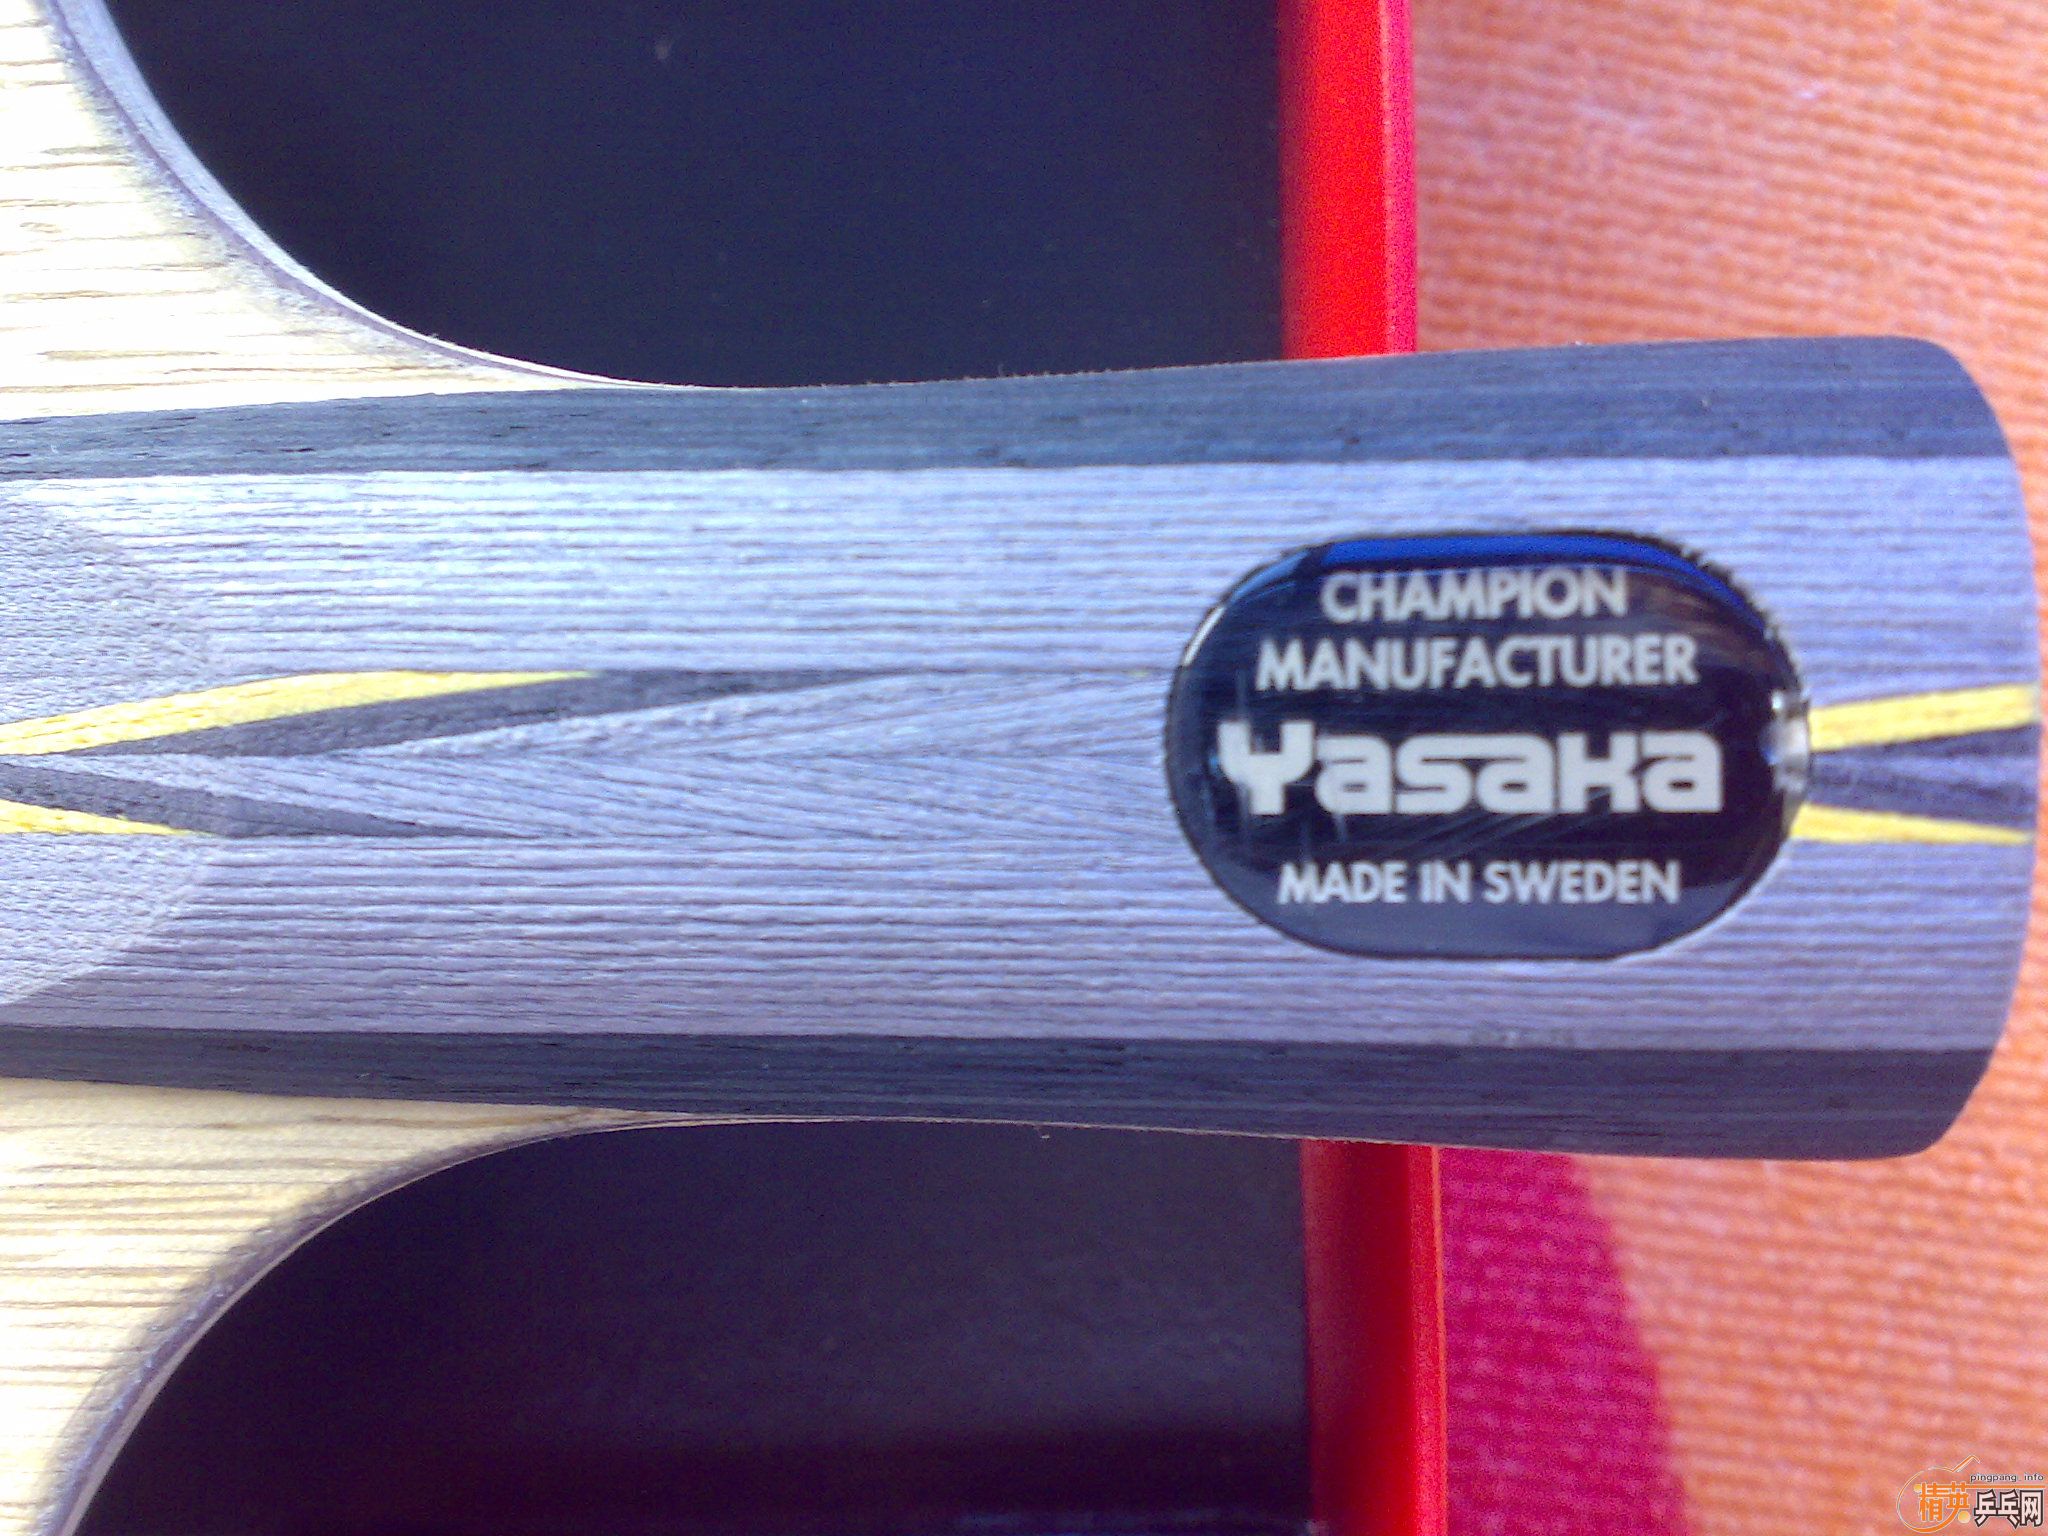 CHAMPION
MANUFACTURER
Yasaka
MADE IN SWEDEN
pingpang.info
精英乒乓网